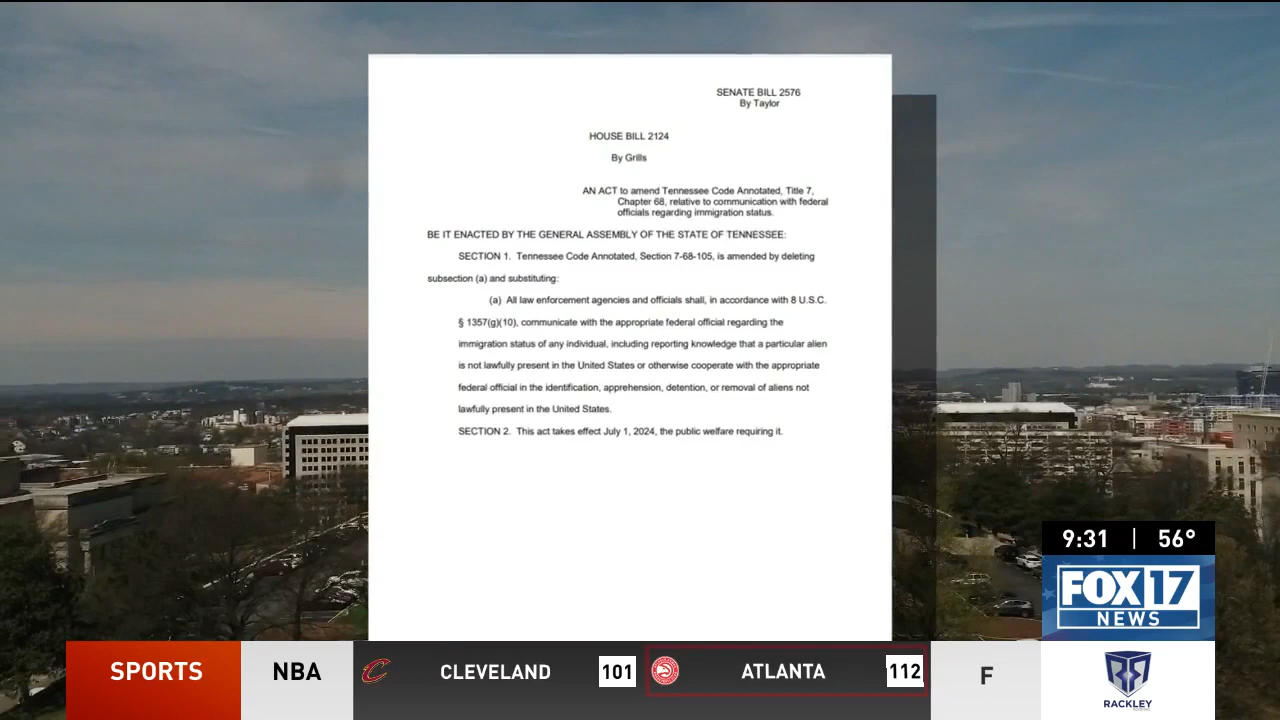 SENATE BILL 2576
By Taylor
HOUSE BILL 2124
By Grills
AN ACT to amend Tennessee Code Annotated, Title 7,
Chapter 68, relative to communication with federal
officials regarding immigration status.
BE IT ENACTED BY THE GENERAL ASSEMBLY OF THE STATE OF TENNESSEE:
SECTION 1. Tennessee Code Annotated, Section 7-68-105, is amended by deleting
subsection (a) and substituting:
(a) All law enforcement agencies and officials shall, in accordance with 8 U.S.C.
§ 1357(g)(10), communicate with the appropriate federal official regarding the
immigration status of any individual, including reporting knowledge that a particular alien
is not lawfully present in the United States or otherwise cooperate with the appropriate
federal official in the identification, apprehension, detention, or removal of aliens not
lawfully present in the United States.
SECTION 2. This act takes effect July 1, 2024, the public welfare requiring it.
9:31 | 56°
FOX 17
NEWS
SPORTS NBA CLEVELAND 101 ATLANTA 112 F
RACKLEY